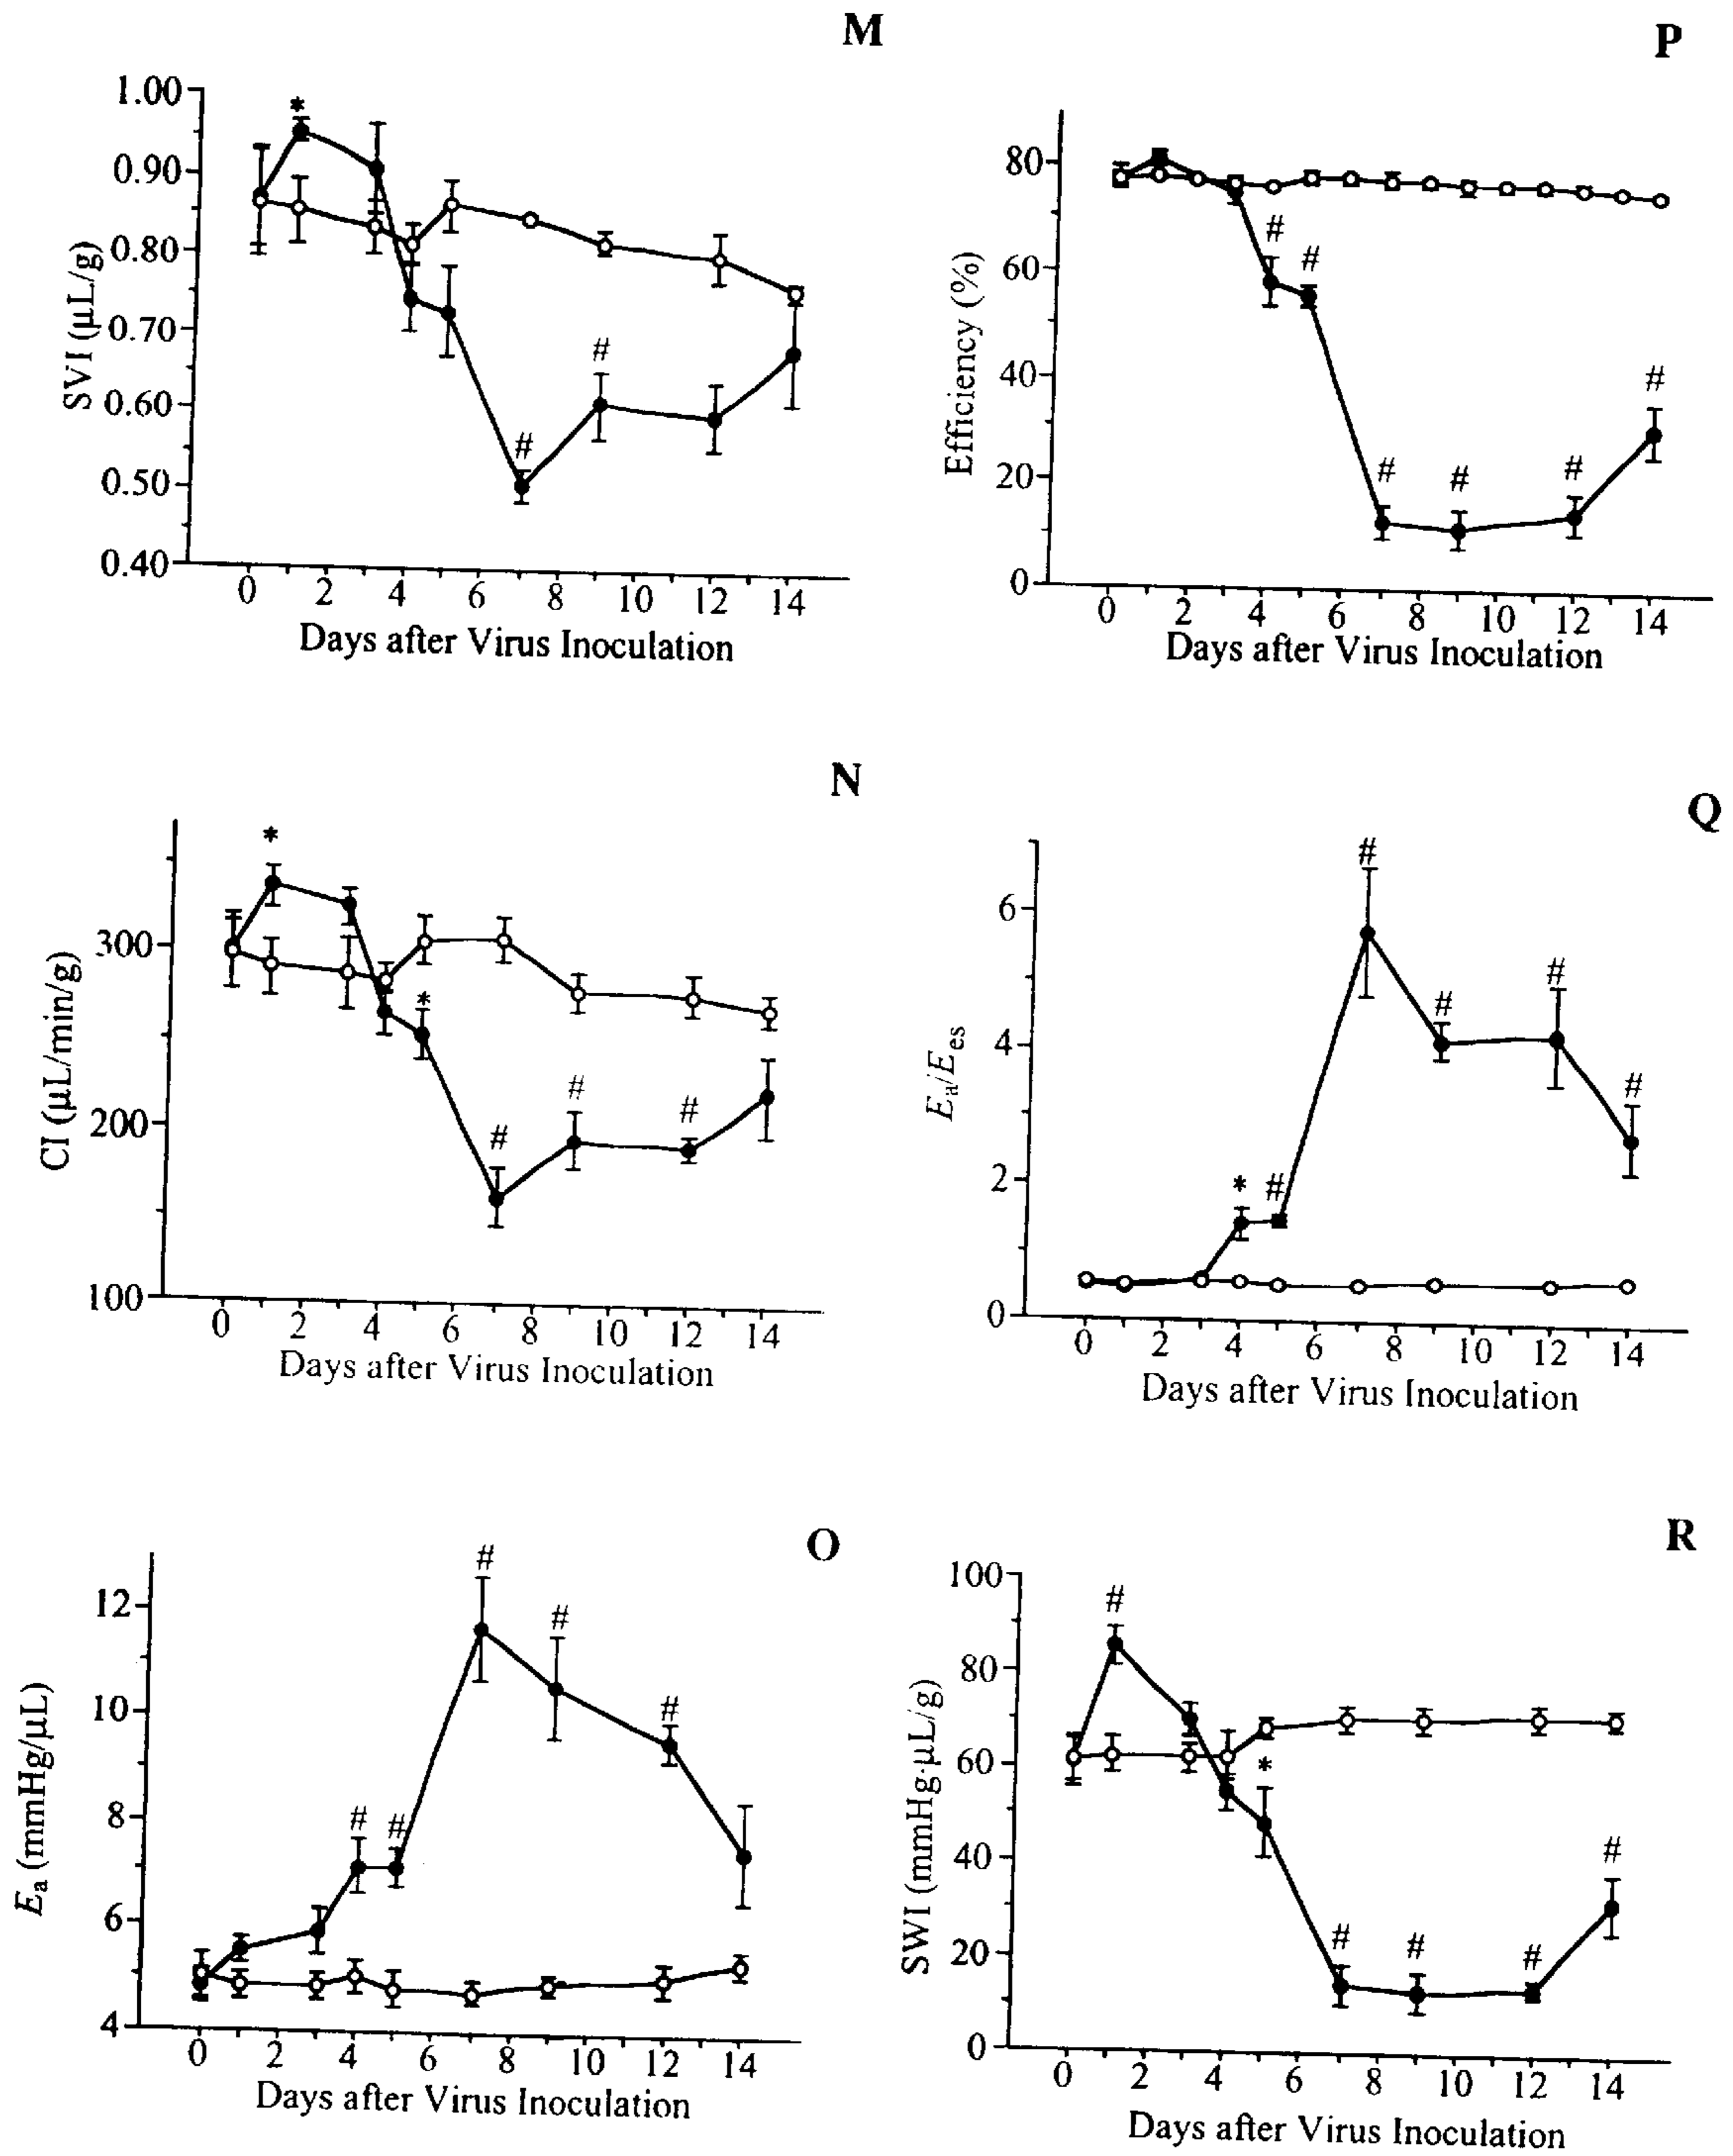 M
1.00
0.90
0.80
0.70
0.60
0.50
0.40
SVI (µL/g)
*
#
#
0 2 4 6 8 10 12 14
Days after Virus Inoculation
P
80
60
40
20
0
Efficiency (%)
#
#
#
#
#
#
0 2 4 6 8 10 12 14
Days after Virus Inoculation
N
300
200
100
CI (µL/min/g)
*
*
#
#
#
0 2 4 6 8 10 12 14
Days after Virus Inoculation
Q
6
4
2
0
Ea/Ees
*
#
#
#
#
#
0 2 4 6 8 10 12 14
Days after Virus Inoculation
O
12
10
8
6
4
Ea (mmHg/µL)
#
#
#
#
#
0 2 4 6 8 10 12 14
Days after Virus Inoculation
R
100
80
60
40
20
0
SWI (mmHg·µL/g)
#
*
#
#
#
#
0 2 4 6 8 10 12 14
Days after Virus Inoculation